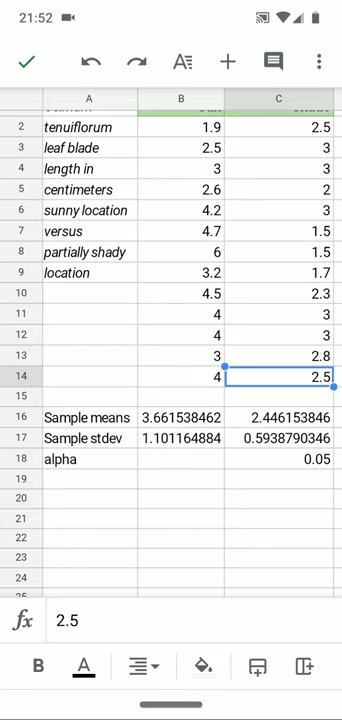 21:52
A B C
2 tenuiflorum 1.9 2.5
3 leaf blade 2.5 3
4 length in 3 3
5 centimeters 2.6 2
6 sunny location 4.2 3
7 versus 4.7 1.5
8 partially shady 6 1.5
9 location 3.2 1.7
10 4.5 2.3
11 4 3
12 4 3
13 3 2.8
14 4 2.5
15
16 Sample means 3.661538462 2.446153846
17 Sample stdev 1.101164884 0.5938790346
18 alpha 0.05
19
20
21
22
23
24
25
fx 2.5
B A